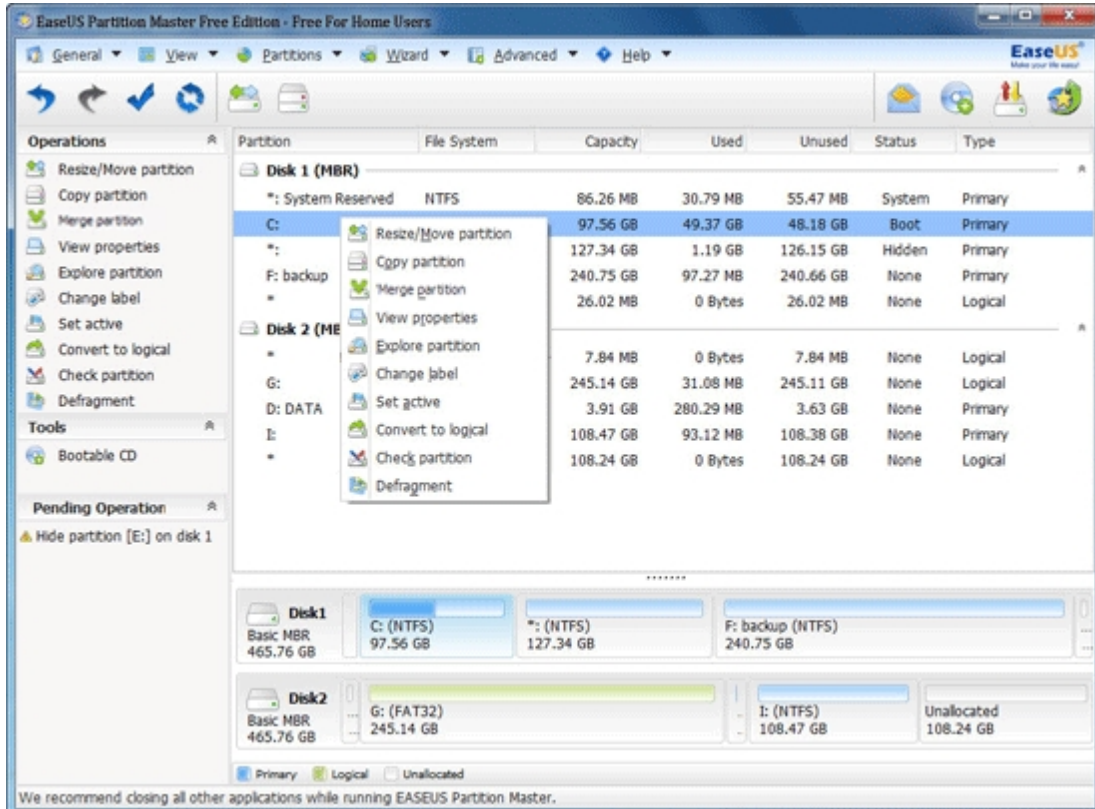 EaseUS Partition Master Free Edition - Free For Home Users
General View Partitions Wizard Advanced Help
EaseUS
Make your life easy!
Operations
Resize/Move partition
Copy partition
Merge partition
View properties
Explore partition
Change label
Set active
Convert to logical
Check partition
Defragment
Tools
Bootable CD
Pending Operation
Hide partition [E:] on disk 1
Partition File System Capacity Used Unused Status Type
Disk 1 (MBR)
*: System Reserved NTFS 86.26 MB 30.79 MB 55.47 MB System Primary
C: 97.56 GB 49.37 GB 48.18 GB Boot Primary
*: 127.34 GB 1.19 GB 126.15 GB Hidden Primary
F: backup 240.75 GB 97.27 MB 240.66 GB None Primary
* 26.02 MB 0 Bytes 26.02 MB None Logical
Disk 2 (MB
* 7.84 MB 0 Bytes 7.84 MB None Logical
G: 245.14 GB 31.08 MB 245.11 GB None Logical
D: DATA 3.91 GB 280.29 MB 3.63 GB None Primary
I: 108.47 GB 93.12 MB 108.38 GB None Primary
* 108.24 GB 0 Bytes 108.24 GB None Logical
Resize/Move partition
Copy partition
Merge partition
View properties
Explore partition
Change label
Set active
Convert to logical
Check partition
Defragment
Disk1
Basic MBR
465.76 GB
C: (NTFS)
97.56 GB
*: (NTFS)
127.34 GB
F: backup (NTFS)
240.75 GB
...
Disk2
Basic MBR
465.76 GB
...
G: (FAT32)
245.14 GB
I: (NTFS)
108.47 GB
Unallocated
108.24 GB
Primary Logical Unallocated
We recommend closing all other applications while running EASEUS Partition Master.